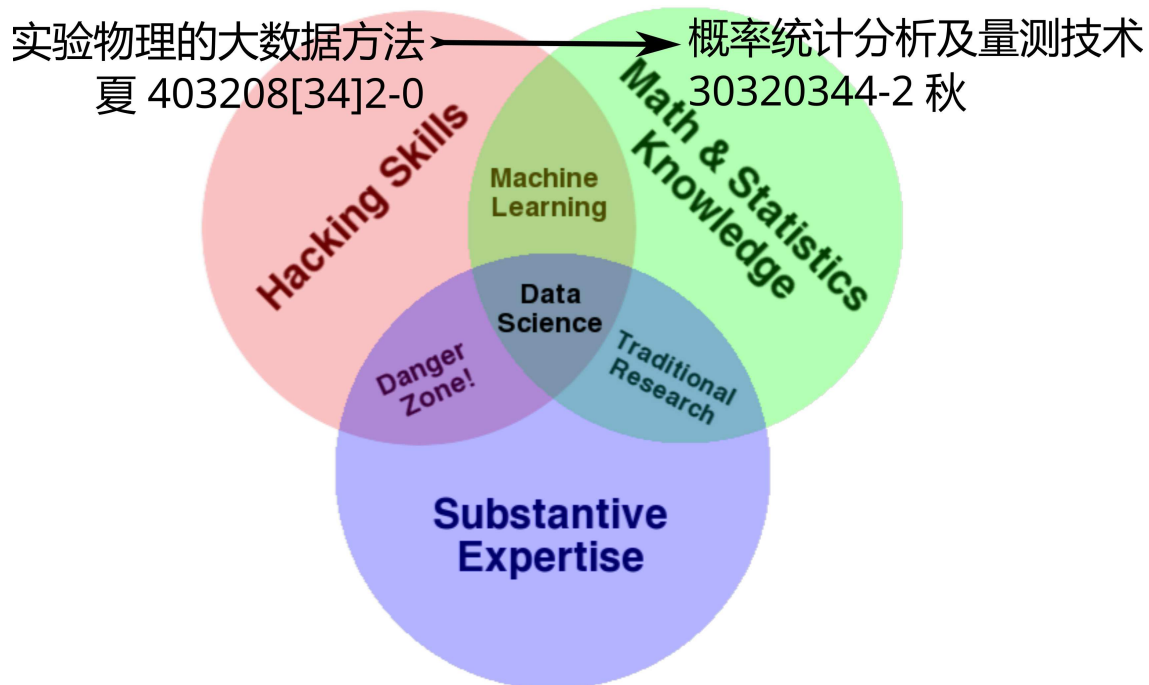 实验物理的大数据方法
夏 403208[34]2-0
概率统计分析及量测技术
30320344-2 秋
Hacking Skills
Math & Statistics
Knowledge
Machine
Learning
Data
Science
Danger
Zone!
Traditional
Research
Substantive
Expertise